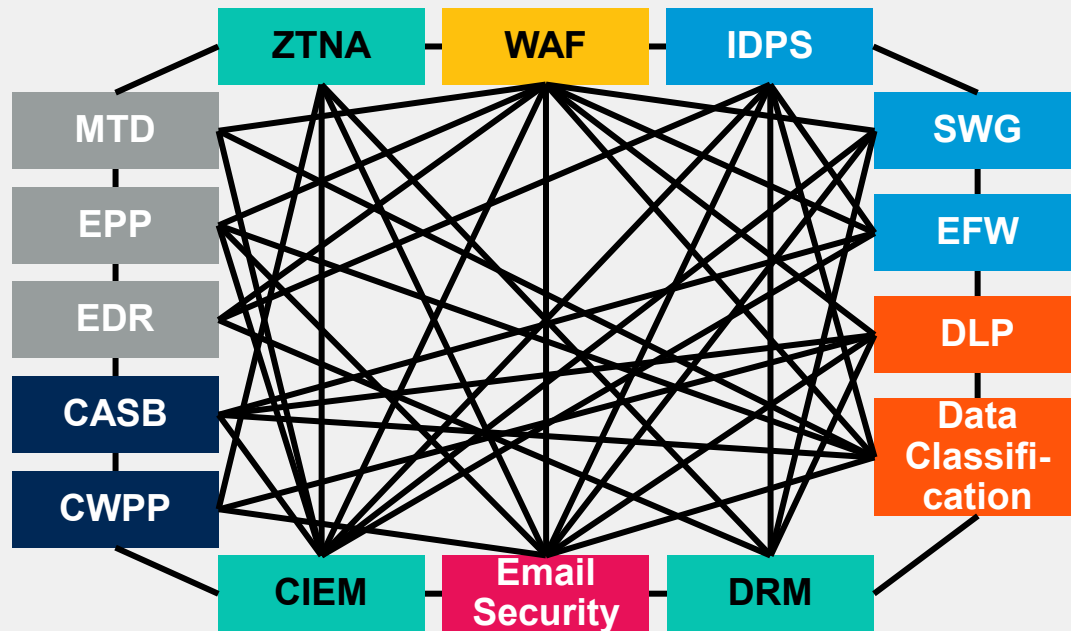 ZTNA
WAF
IDPS
MTD
SWG
EPP
EFW
EDR
DLP
CASB
Data
Classifi-
cation
CWPP
CIEM
Email
Security
DRM